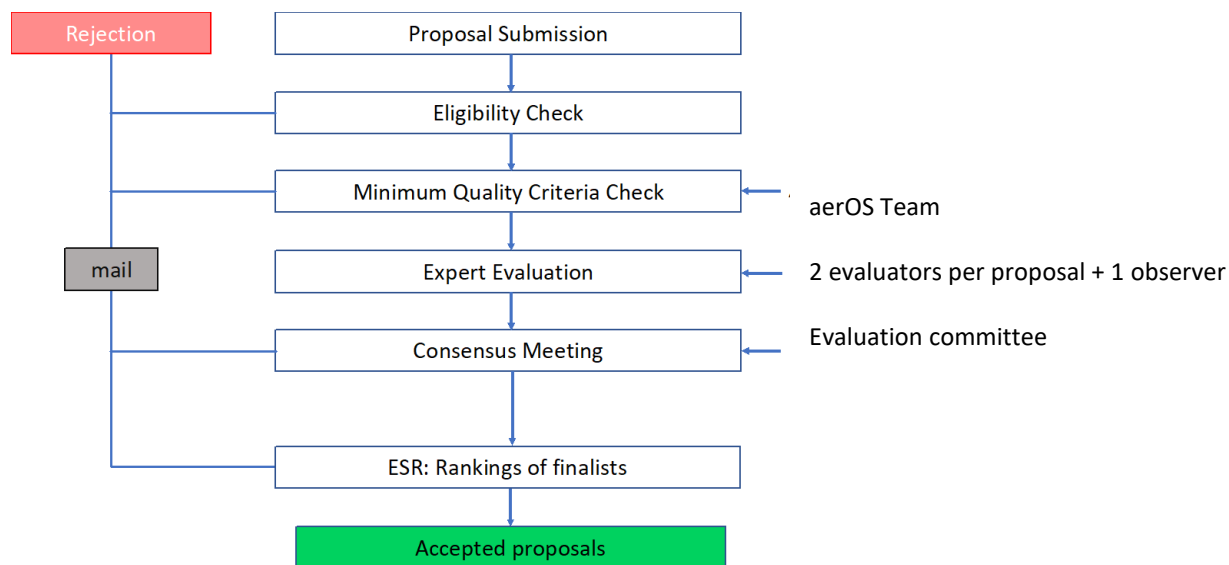 Rejection
Proposal Submission
Eligibility Check
Minimum Quality Criteria Check
aerOS Team
mail
Expert Evaluation
2 evaluators per proposal + 1 observer
Consensus Meeting
Evaluation committee
ESR: Rankings of finalists
Accepted proposals